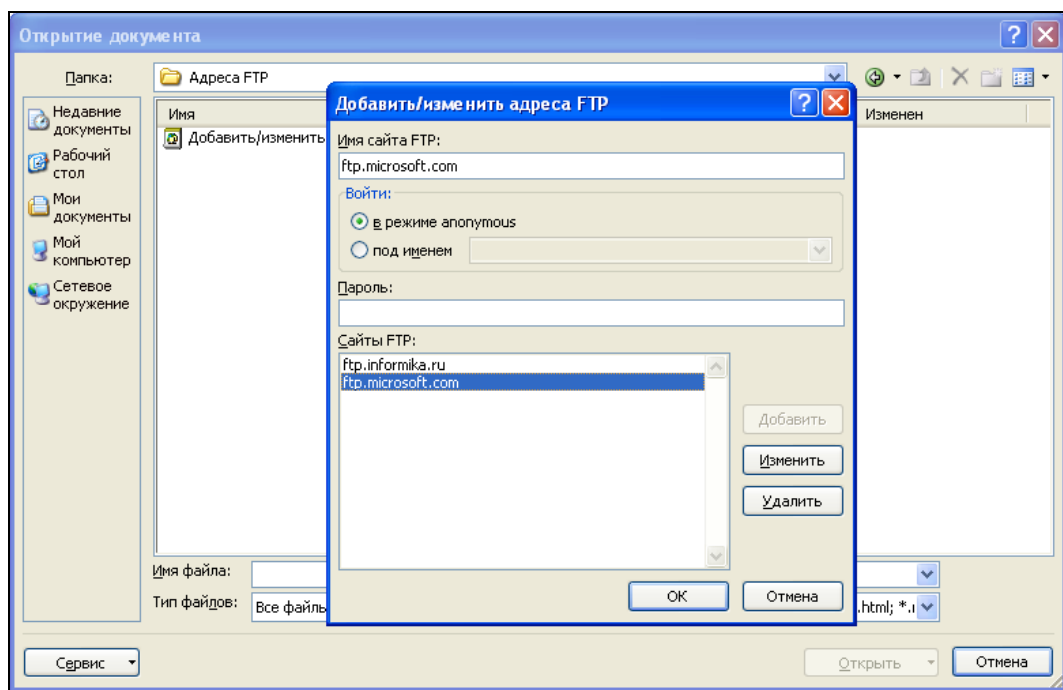 Открытие документа
Папка:
Адреса FTP
Недавние
документы
Рабочий
стол
Мои
документы
Мой
компьютер
Сетевое
окружение
Имя
Изменен
Добавить/изменить
Добавить/изменить адреса FTP
Имя сайта FTP:
ftp.microsoft.com
Войти:
в режиме anonymous
под именем
Пароль:
Сайты FTP:
ftp.informika.ru
ftp.microsoft.com
Добавить
Изменить
Удалить
ОК
Отмена
Имя файла:
Тип файлов:
Все файлы
.html; *.
Сервис
Открыть
Отмена